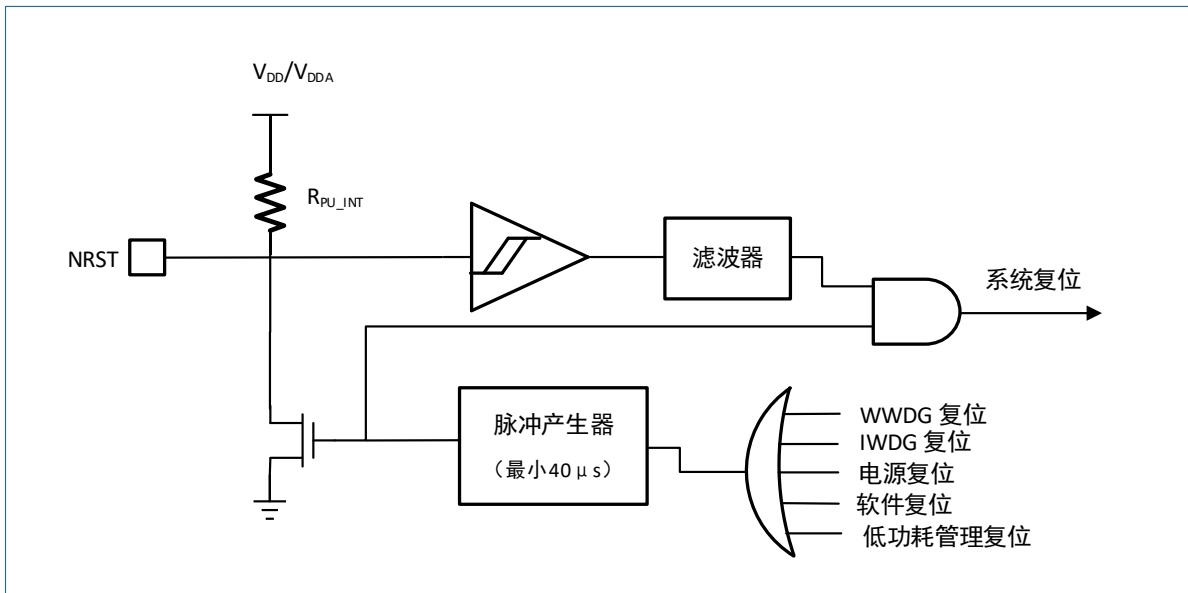 VDD/VDDA
RPU_INT
NRST
滤波器
系统复位
脉冲产生器
（最小40μs）
WWDG 复位
IWDG 复位
电源复位
软件复位
低功耗管理复位